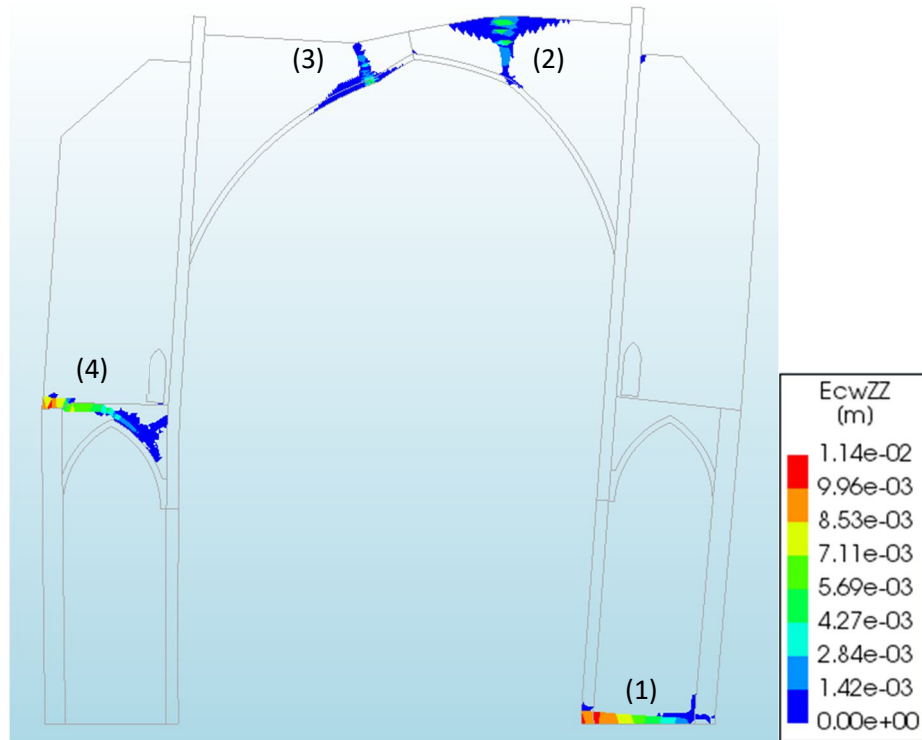 (3)
(2)
(4)
(1)
EcwZZ
(m)
1.14e-02
9.96e-03
8.53e-03
7.11e-03
5.69e-03
4.27e-03
2.84e-03
1.42e-03
0.00e+00